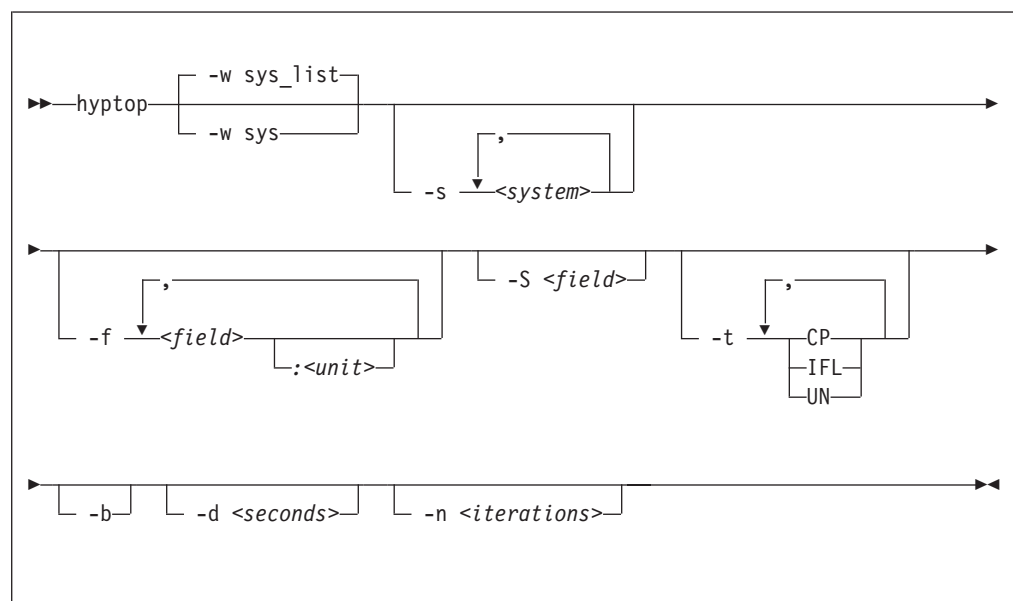 -w sys_list
hyptop
-w sys
,
-s <system>
,
-f <field>
:<unit>
-S <field>
,
-t CP
IFL
UN
-b -d <seconds> -n <iterations>